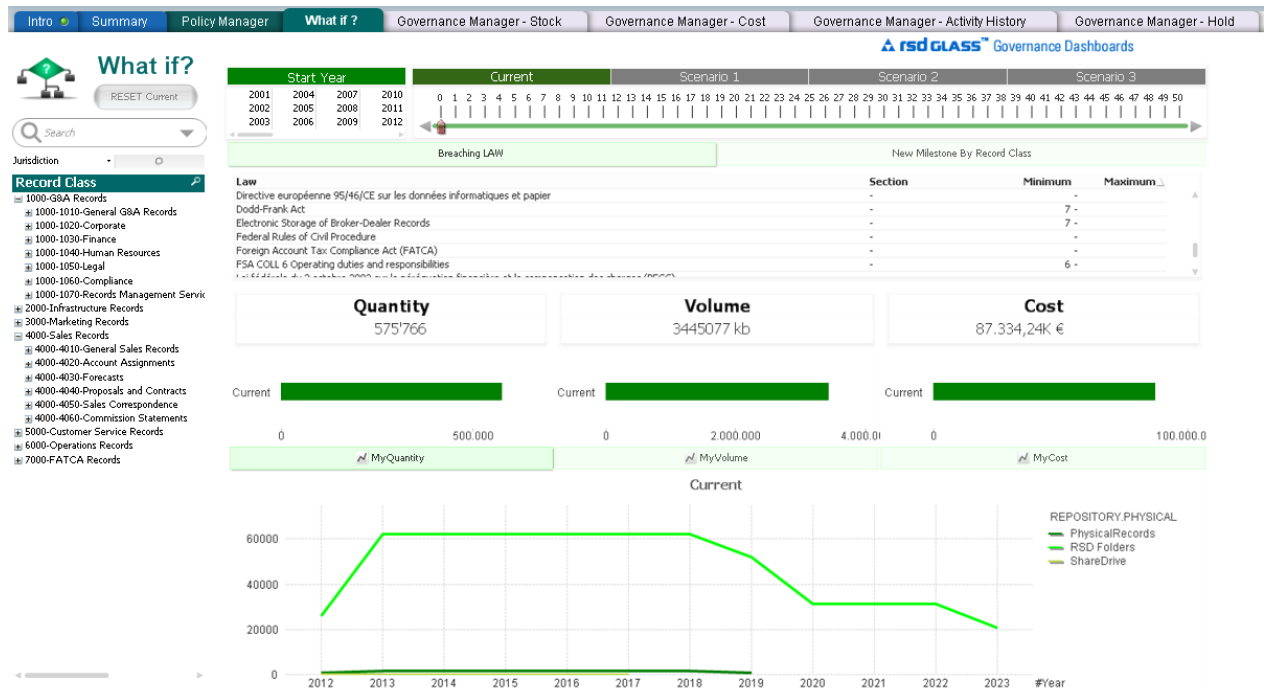 Intro Summary Policy Manager What if ? Governance Manager - Stock Governance Manager - Cost Governance Manager - Activity History Governance Manager - Hold
rsd GLASS™ Governance Dashboards
What if?
RESET Current
Search
Jurisdiction
Record Class
1000-G&A Records
1000-1010-General G&A Records
1000-1020-Corporate
1000-1030-Finance
1000-1040-Human Resources
1000-1050-Legal
1000-1060-Compliance
1000-1070-Records Management Servic
2000-Infrastructure Records
3000-Marketing Records
4000-Sales Records
4000-4010-General Sales Records
4000-4020-Account Assignments
4000-4030-Forecasts
4000-4040-Proposals and Contracts
4000-4050-Sales Correspondence
4000-4060-Commission Statements
5000-Customer Service Records
6000-Operations Records
7000-FATCA Records
Start Year
2001 2004 2007 2010
2002 2005 2008 2011
2003 2006 2009 2012
Current Scenario 1 Scenario 2 Scenario 3
0 1 2 3 4 5 6 7 8 9 10 11 12 13 14 15 16 17 18 19 20 21 22 23 24 25 26 27 28 29 30 31 32 33 34 35 36 37 38 39 40 41 42 43 44 45 46 47 48 49 50
Breaching LAW New Milestone By Record Class
Law Section Minimum Maximum
Directive européenne 95/46/CE sur les données informatiques et papier - -
Dodd-Frank Act - 7 -
Electronic Storage of Broker-Dealer Records - 7 -
Federal Rules of Civil Procedure - -
Foreign Account Tax Compliance Act (FATCA) - -
FSA COLL 6 Operating duties and responsibilities - 6 -
Quantity Volume Cost
575'766 3445077 kb 87.334,24K €
Current Current Current
0 500.000 0 2.000.000 4.000.0 0 100.000.0
MyQuantity MyVolume MyCost
Current
REPOSITORY.PHYSICAL
PhysicalRecords
RSD Folders
ShareDrive
60000
40000
20000
0
2012 2013 2014 2015 2016 2017 2018 2019 2020 2021 2022 2023 #Year